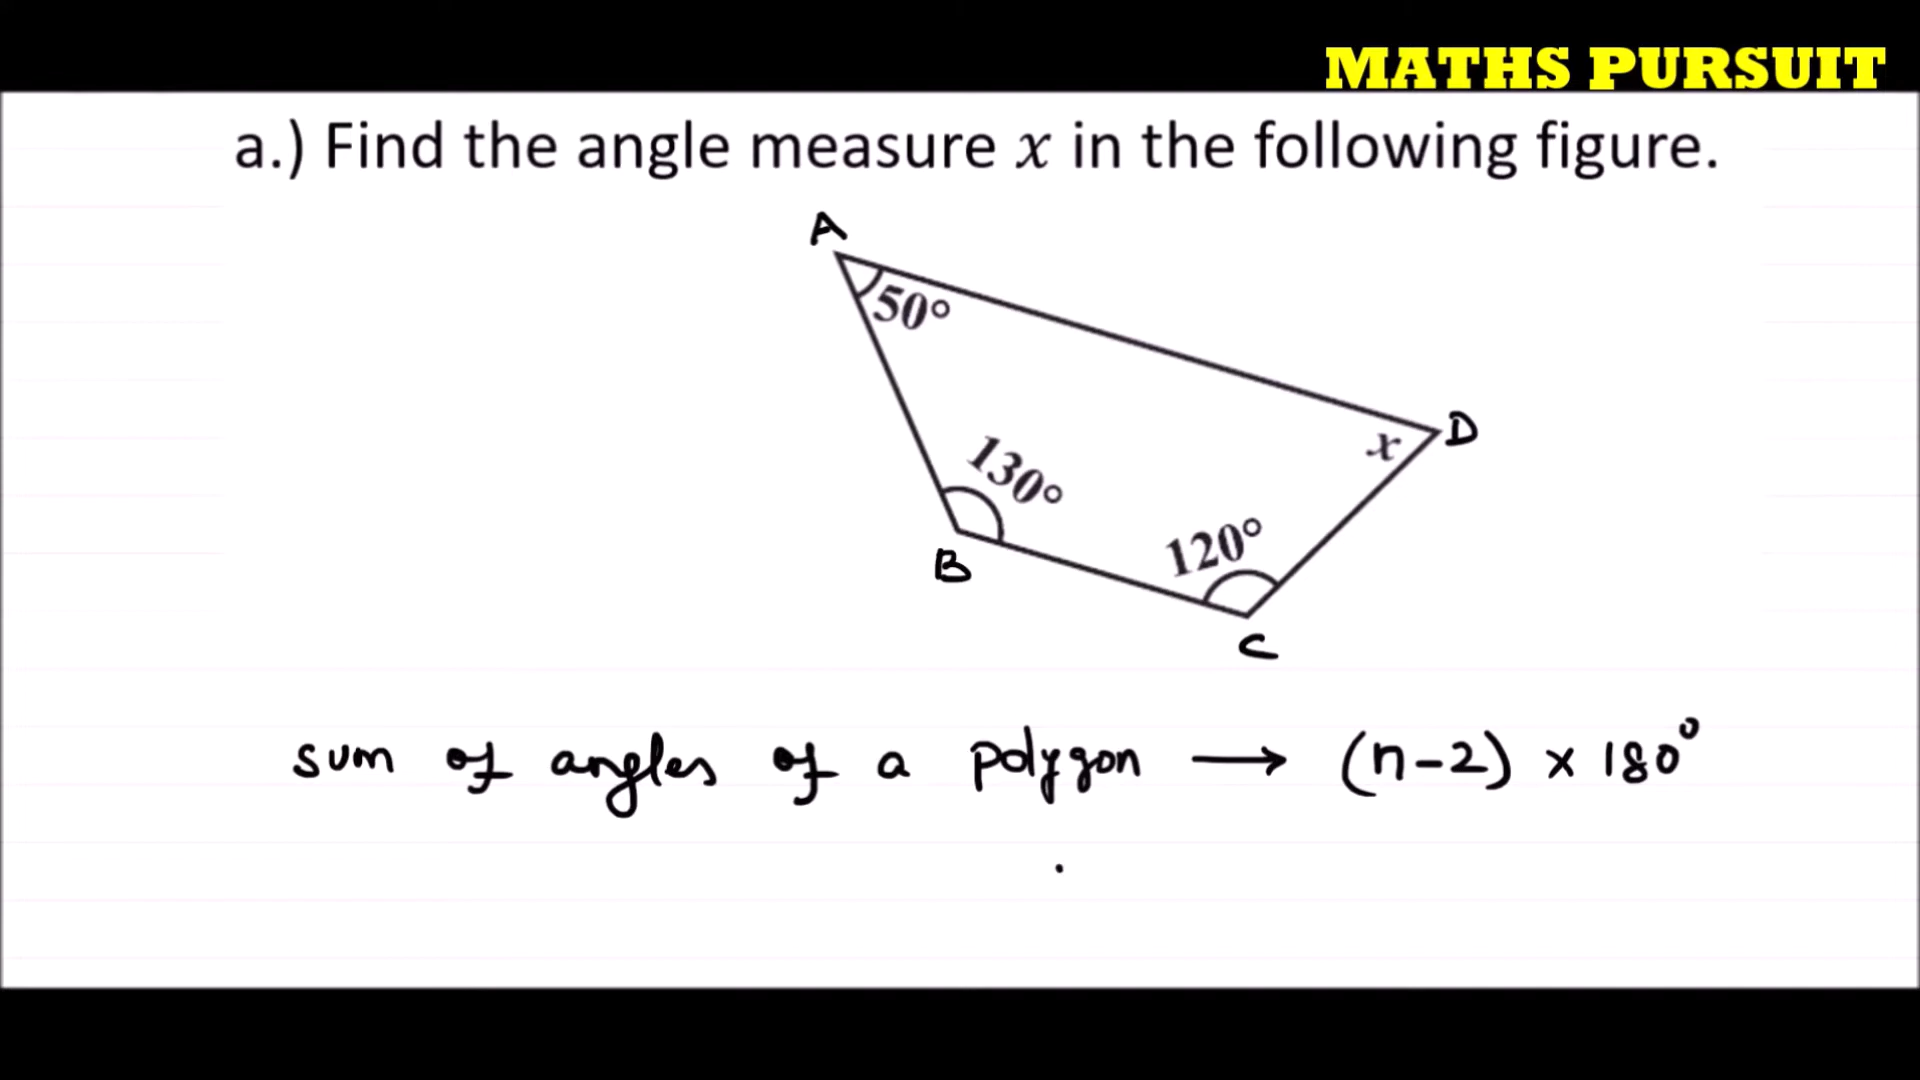 MATHS PURSUIT
a.) Find the angle measure x in the following figure.
A
50°
D
x
130°
120°
B
C
sum of angles of a polygon → (n-2) × 180°